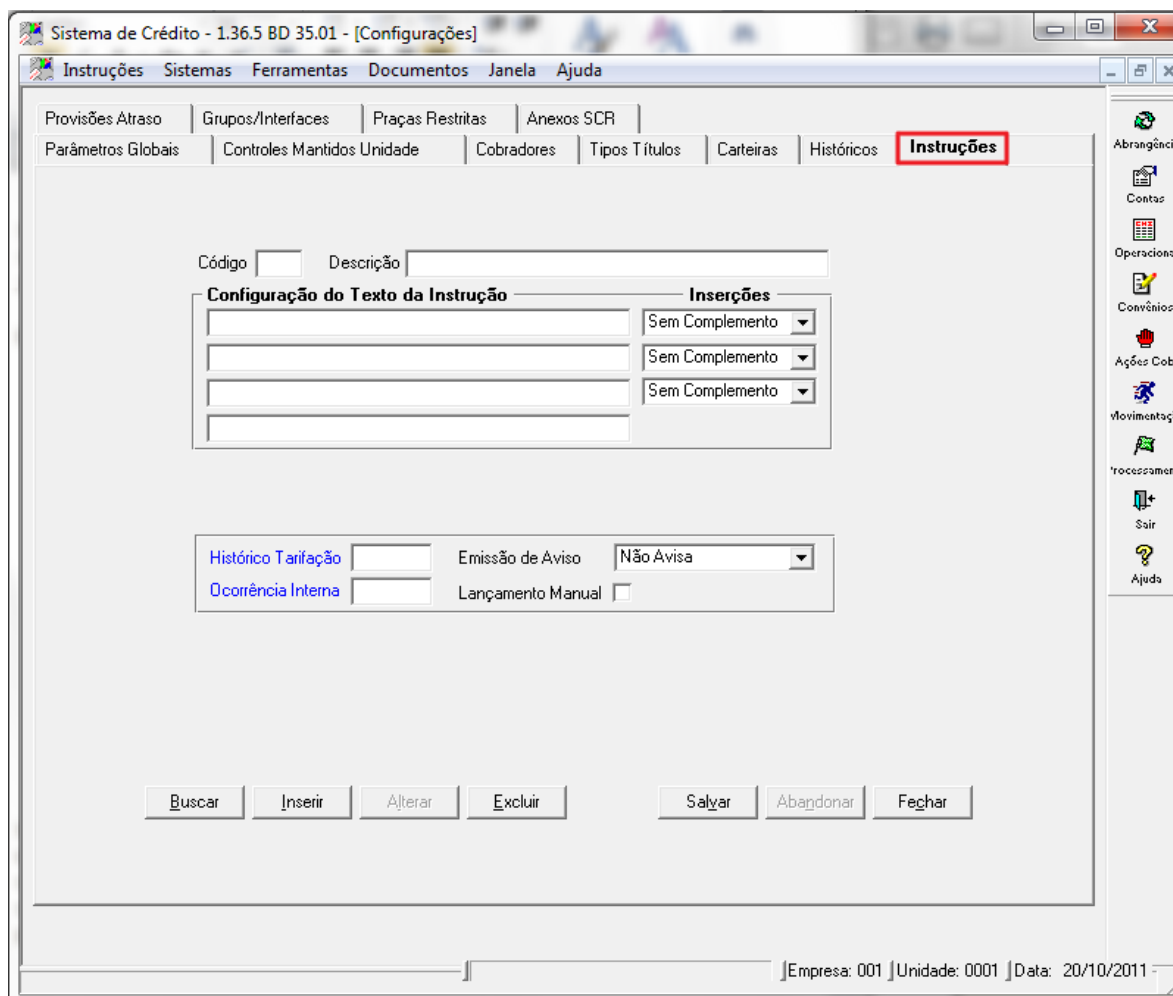 Sistema de Crédito - 1.36.5 BD 35.01 - [Configurações]
Instruções Sistemas Ferramentas Documentos Janela Ajuda
Provisões Atraso Grupos/Interfaces Praças Restritas Anexos SCR
Parâmetros Globais Controles Mantidos Unidade Cobradores Tipos Títulos Carteiras Históricos Instruções
Código Descrição
Configuração do Texto da Instrução Inserções
Sem Complemento
Sem Complemento
Sem Complemento
Histórico Tarifação Emissão de Aviso Não Avisa
Ocorrência Interna Lançamento Manual
Buscar Inserir Alterar Excluir Salvar Abandonar Fechar
Abrangênci
Contas
Operaciona
Convênios
Ações Cob
Movimentaç
Processamen
Sair
Ajuda
Empresa: 001 Unidade: 0001 Data: 20/10/2011